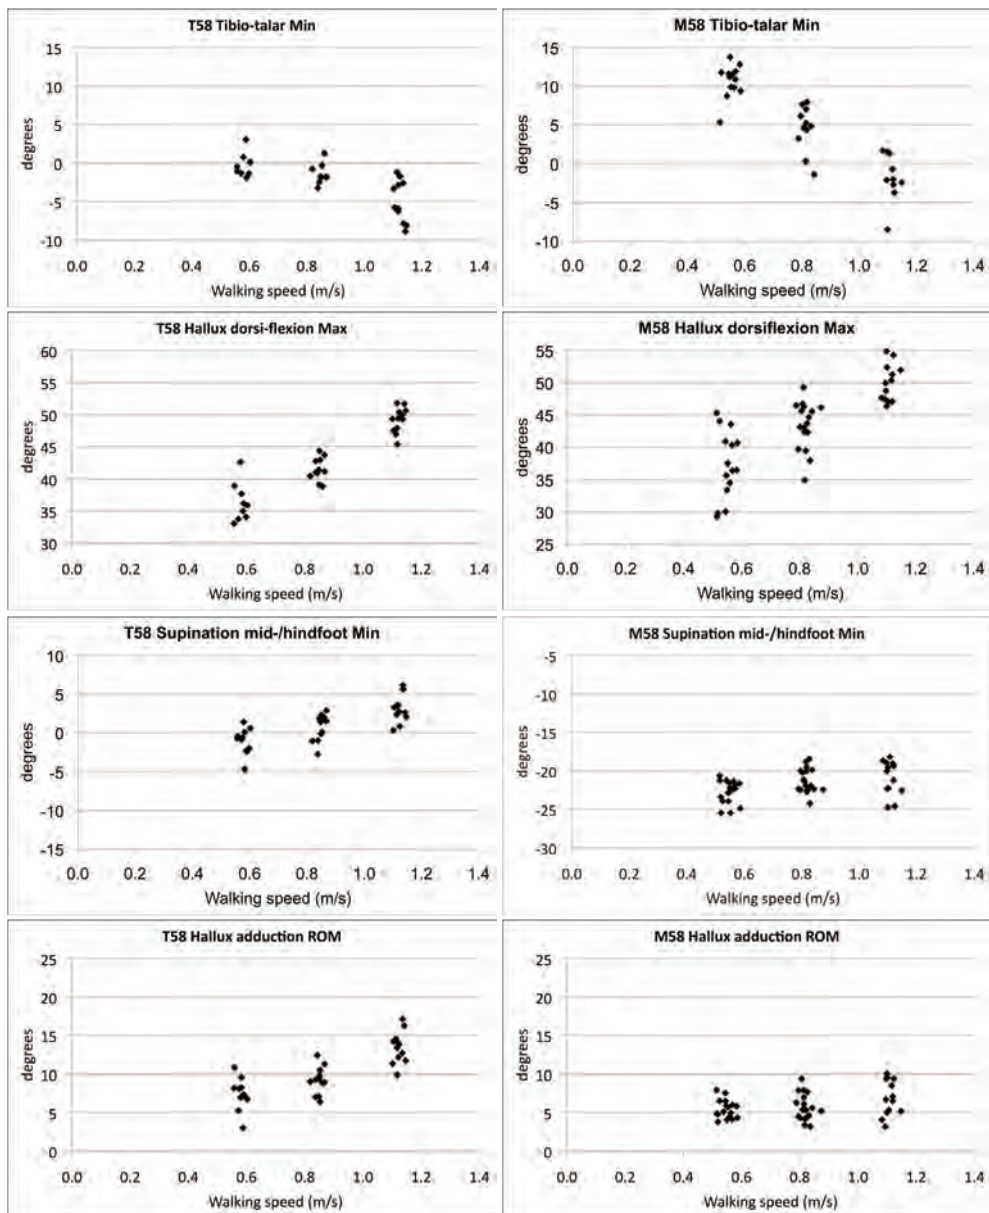 T58 Tibio-talar Min
15
10
5
0
-5
-10
degrees
0.0 0.2 0.4 0.6 0.8 1.0 1.2 1.4
Walking speed (m/s)
M58 Tibio-talar Min
15
10
5
0
-5
-10
degrees
0.0 0.2 0.4 0.6 0.8 1.0 1.2 1.4
Walking speed (m/s)
T58 Hallux dorsi-flexion Max
60
55
50
45
40
35
30
degrees
0.0 0.2 0.4 0.6 0.8 1.0 1.2 1.4
Walking speed (m/s)
M58 Hallux dorsiflexion Max
55
50
45
40
35
30
25
degrees
0.0 0.2 0.4 0.6 0.8 1.0 1.2 1.4
Walking speed (m/s)
T58 Supination mid-/hindfoot Min
10
5
0
-5
-10
-15
degrees
0.0 0.2 0.4 0.6 0.8 1.0 1.2 1.4
Walking speed (m/s)
M58 Supination mid-/hindfoot Min
-5
-10
-15
-20
-25
-30
degrees
0.0 0.2 0.4 0.6 0.8 1.0 1.2 1.4
Walking speed (m/s)
T58 Hallux adduction ROM
25
20
15
10
5
0
degrees
0.0 0.2 0.4 0.6 0.8 1.0 1.2 1.4
Walking speed (m/s)
M58 Hallux adduction ROM
25
20
15
10
5
0
degrees
0.0 0.2 0.4 0.6 0.8 1.0 1.2 1.4
Walking speed (m/s)